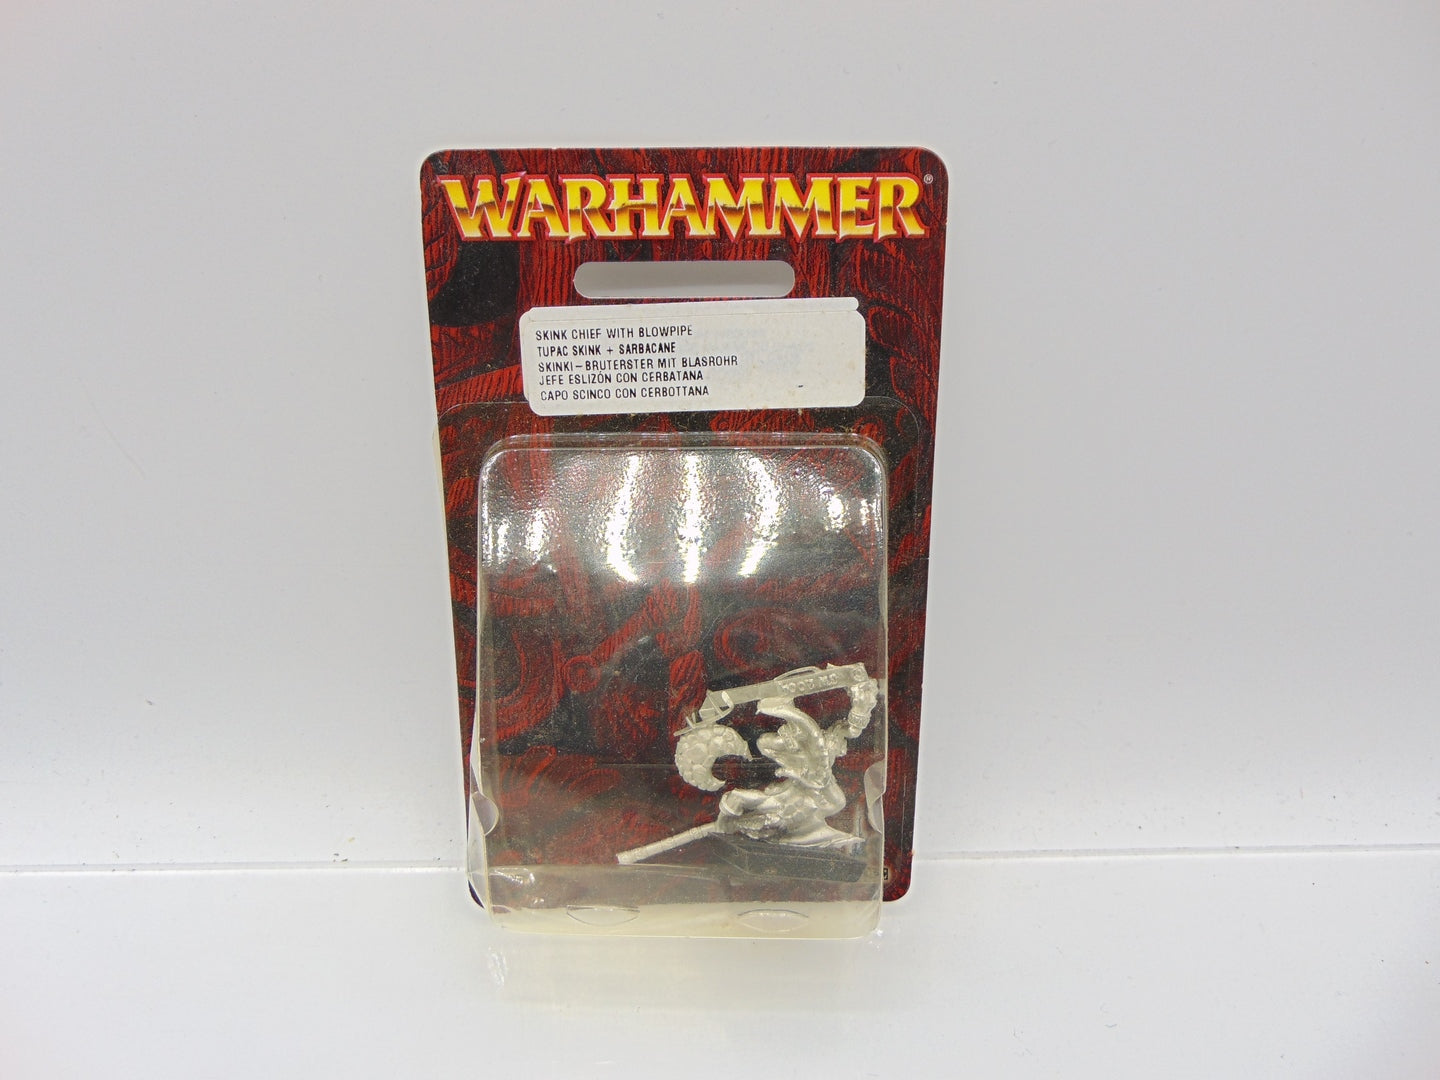 WARHAMMER®
SKINK CHIEF WITH BLOWPIPE
TUPAC SKINK + SARBACANE
SKINKI-BRUTERSTER MIT BLASROHR
JEFE ESLIZÓN CON CERBATANA
CAPO SCINCO CON CERBOTTANA